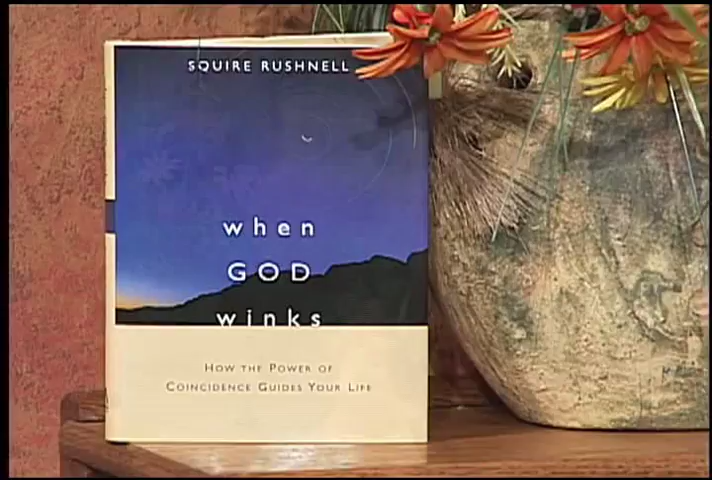 SQUIRE RUSHNELL
when
GOD
winks
HOW THE POWER OF
COINCIDENCE GUIDES YOUR LIFE